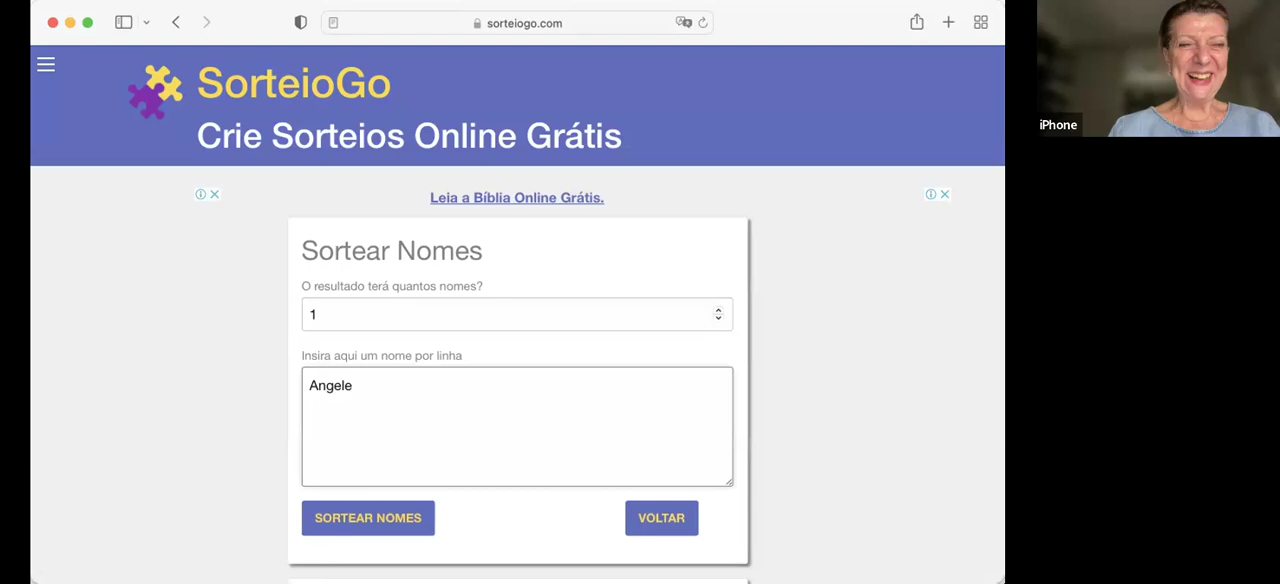 sorteiogo.com
SorteioGo
Crie Sorteios Online Grátis
Leia a Bíblia Online Grátis.
Sortear Nomes
O resultado terá quantos nomes?
1
Insira aqui um nome por linha
Angele
SORTEAR NOMES
VOLTAR
iPhone